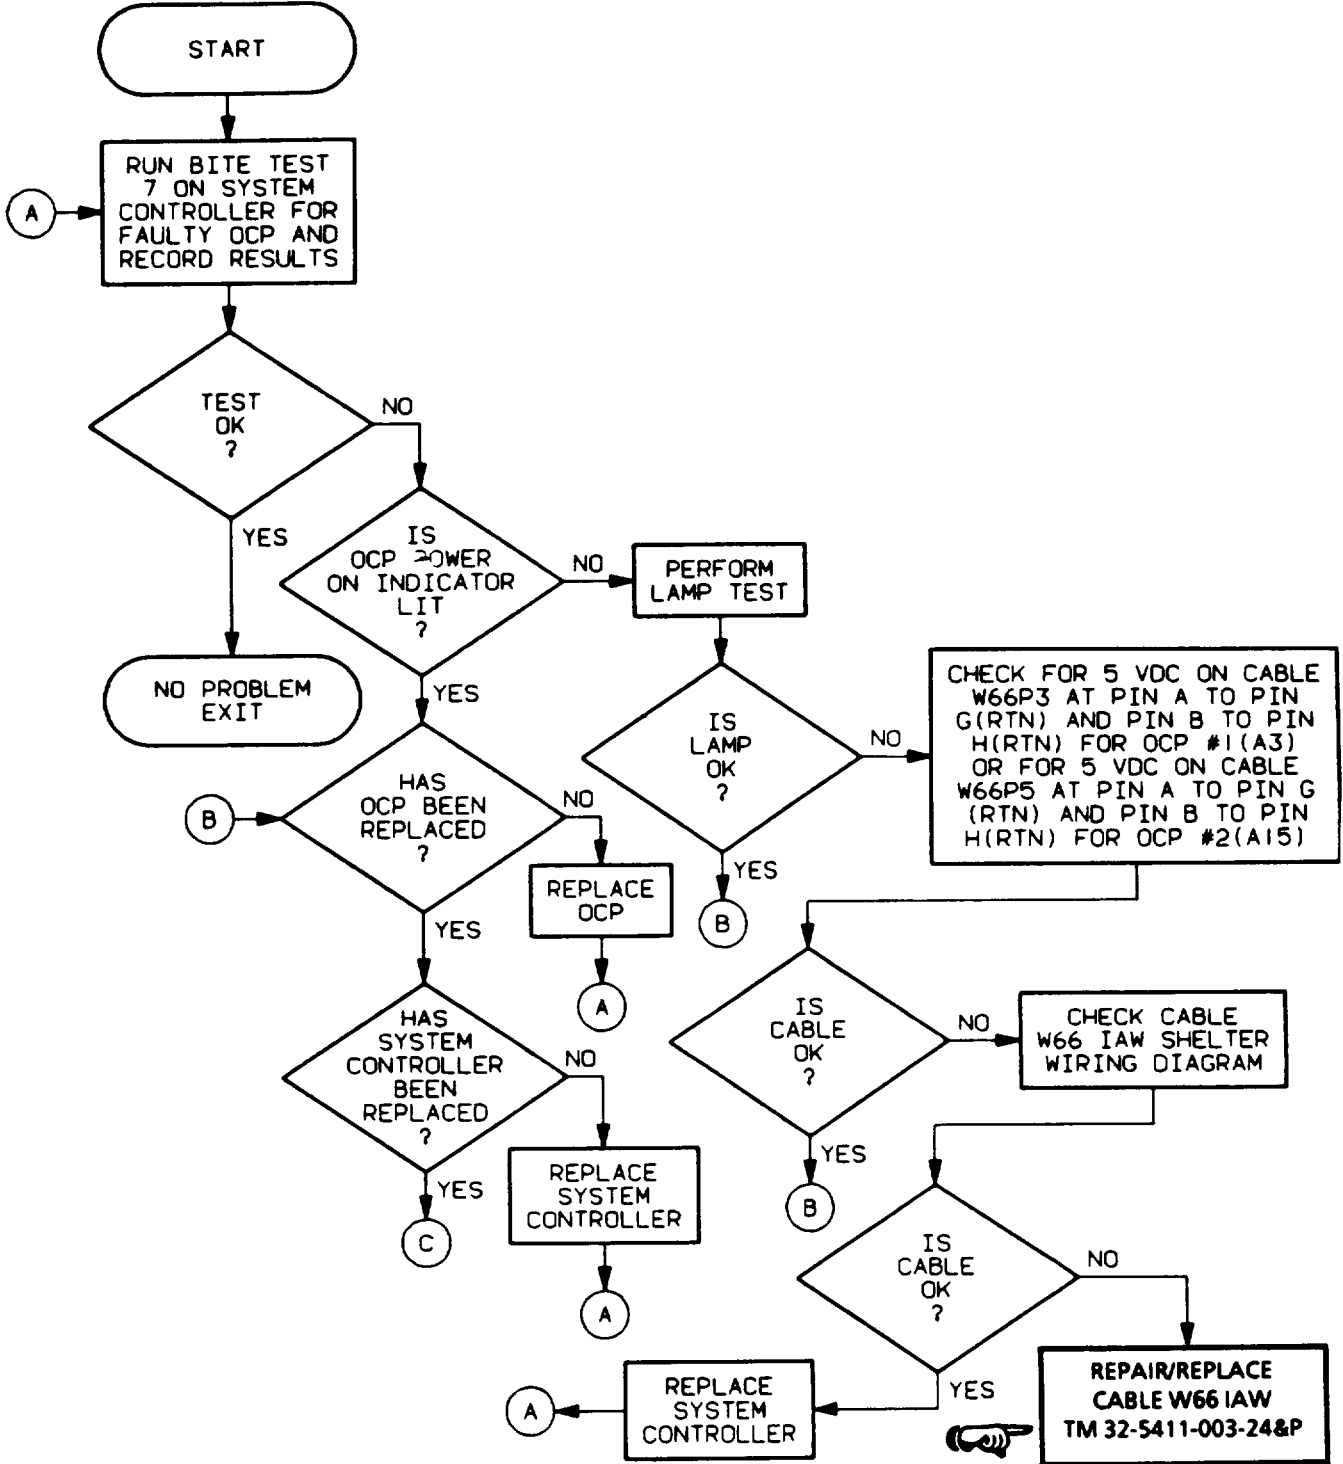 START
RUN BITE TEST
7 ON SYSTEM
CONTROLLER FOR
FAULTY OCP AND
RECORD RESULTS
A
TEST
OK
?
NO
YES
NO PROBLEM
EXIT
IS
OCP POWER
ON INDICATOR
LIT
?
NO
YES
PERFORM
LAMP TEST
IS
LAMP
OK
?
NO
YES
B
CHECK FOR 5 VDC ON CABLE
W66P3 AT PIN A TO PIN
G(RTN) AND PIN B TO PIN
H(RTN) FOR OCP #1(A3)
OR FOR 5 VDC ON CABLE
W66P5 AT PIN A TO PIN G
(RTN) AND PIN B TO PIN
H(RTN) FOR OCP #2(A15)
B
HAS
OCP BEEN
REPLACED
?
NO
YES
REPLACE
OCP
A
HAS
SYSTEM
CONTROLLER
BEEN
REPLACED
?
NO
YES
C
REPLACE
SYSTEM
CONTROLLER
A
IS
CABLE
OK
?
NO
YES
B
CHECK CABLE
W66 IAW SHELTER
WIRING DIAGRAM
IS
CABLE
OK
?
NO
YES
REPAIR/REPLACE
CABLE W66 IAW
TM 32-5411-003-24&P
REPLACE
SYSTEM
CONTROLLER
A